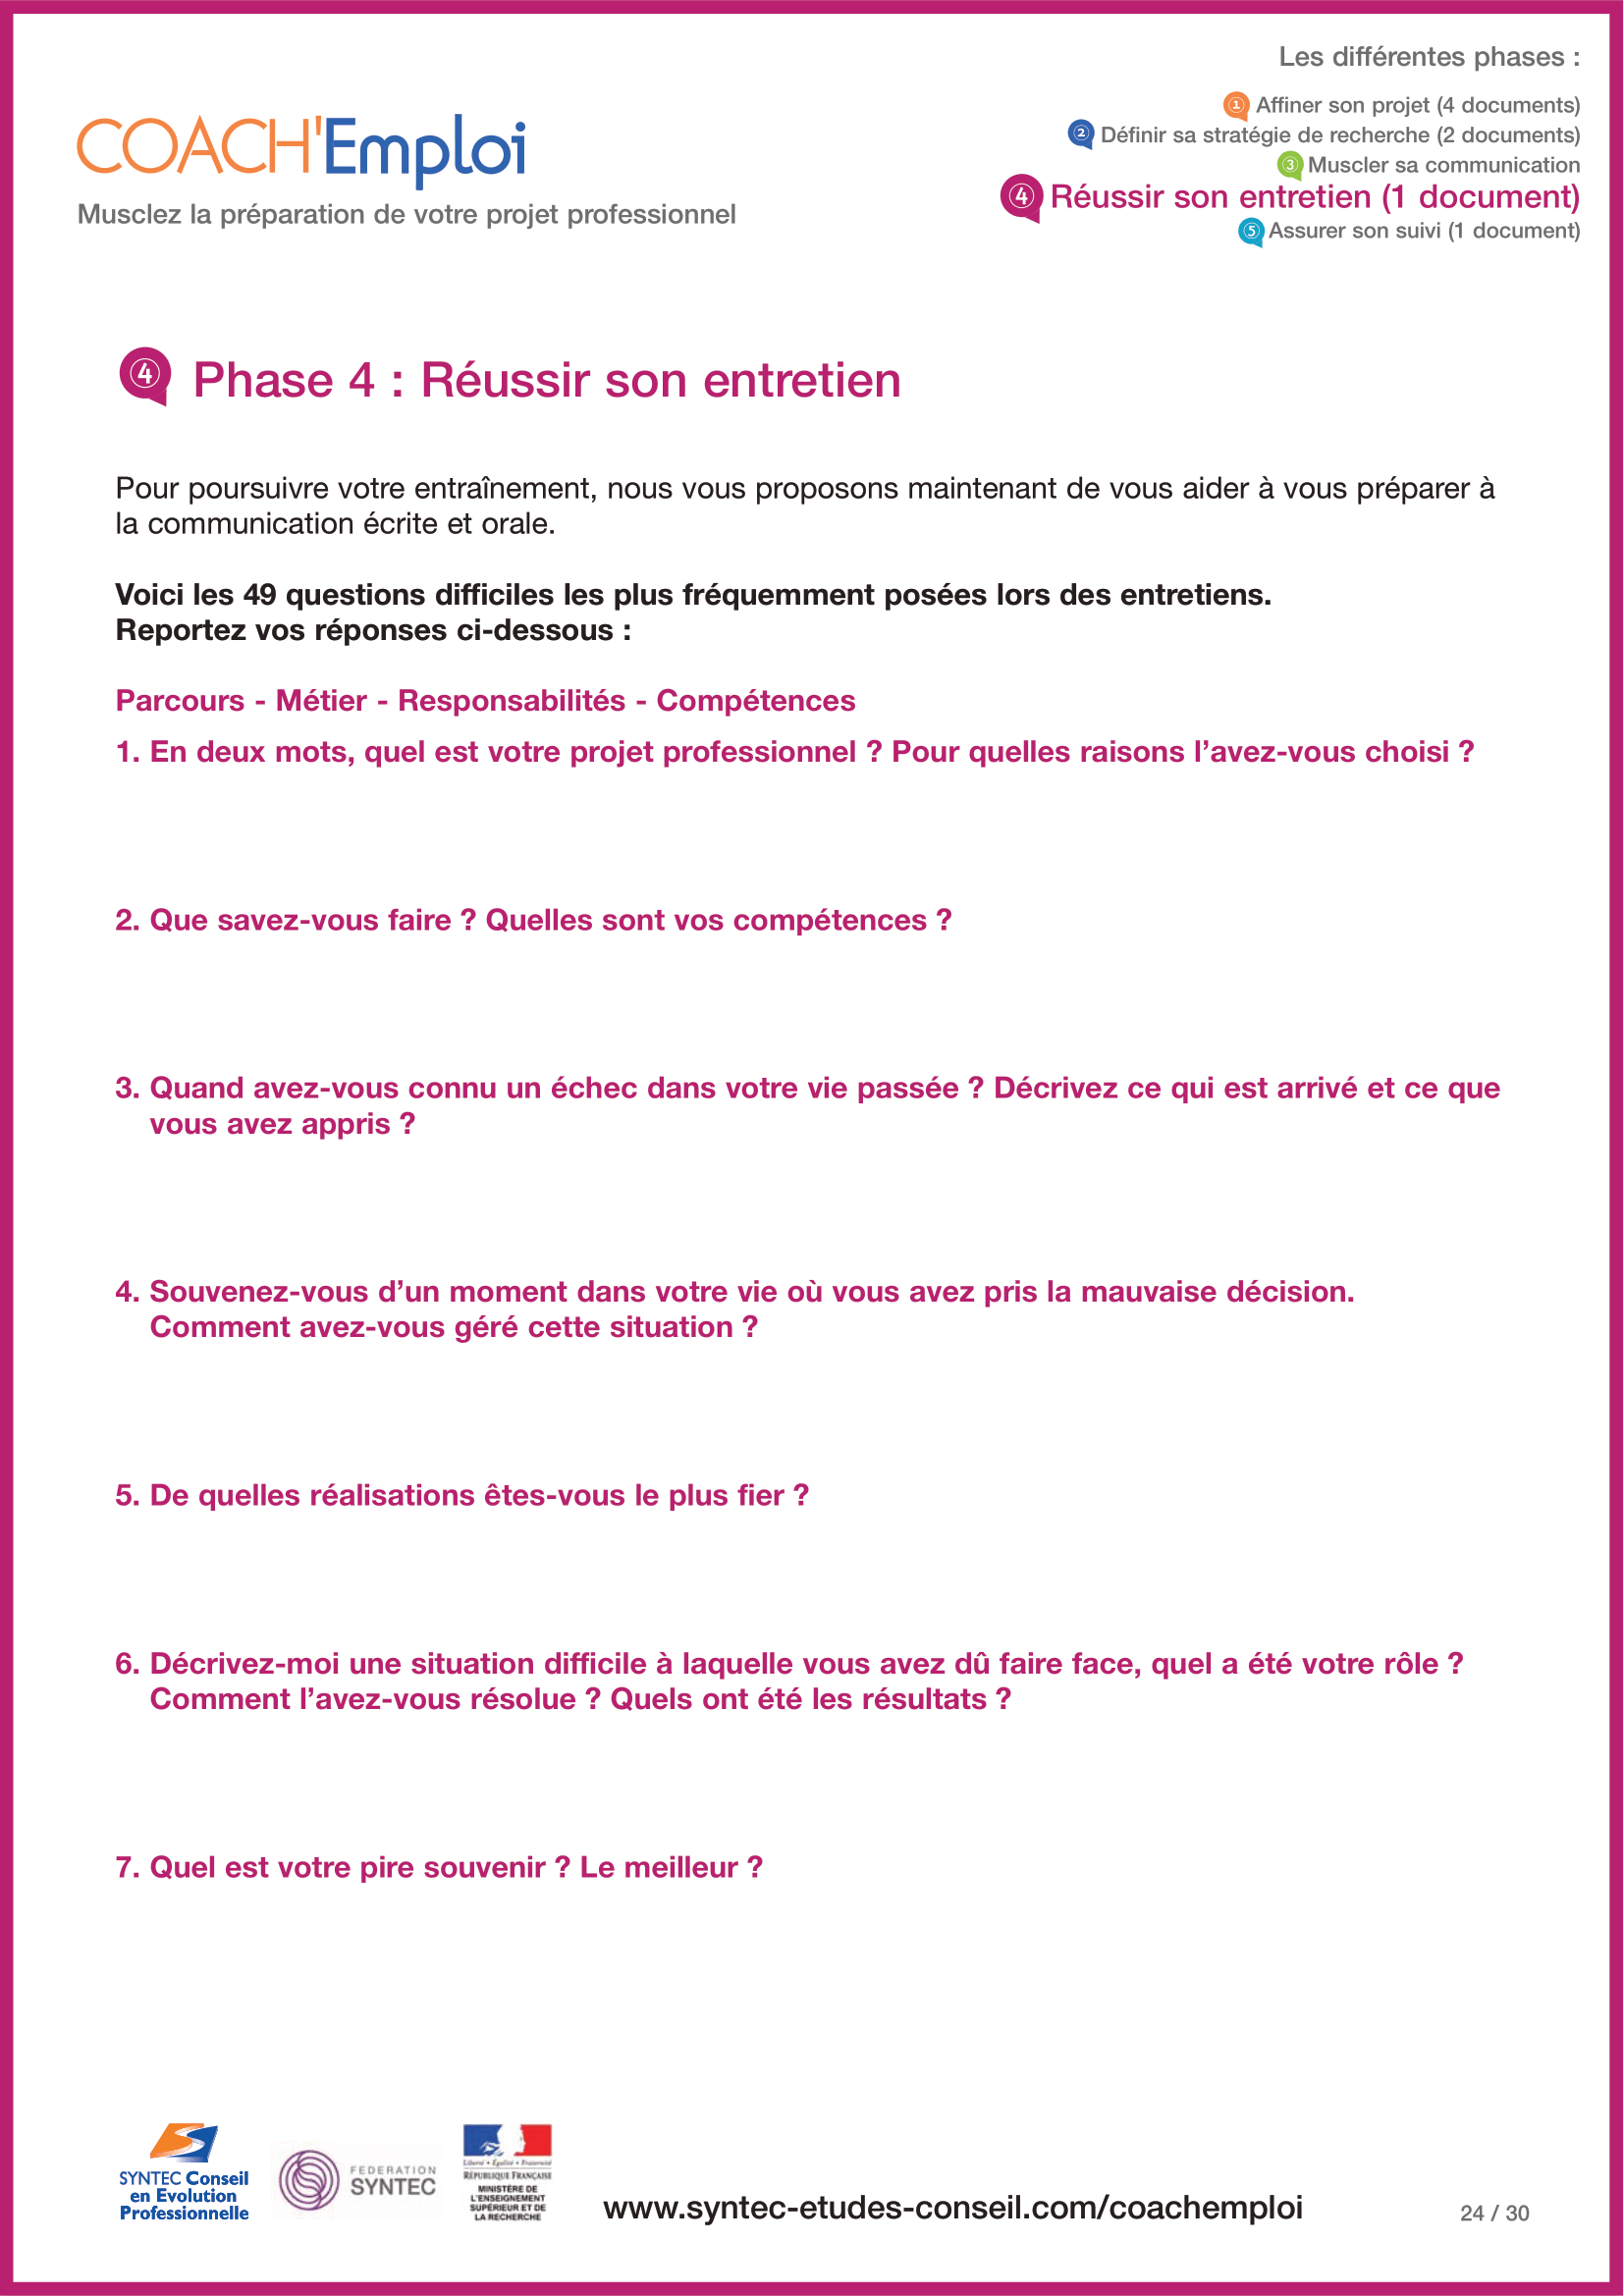 Les différentes phases :
1 Affiner son projet (4 documents)
2 Définir sa stratégie de recherche (2 documents)
3 Muscler sa communication
4 Réussir son entretien (1 document)
5 Assurer son suivi (1 document)
COACH'Emploi
Musclez la préparation de votre projet professionnel
4 Phase 4 : Réussir son entretien
Pour poursuivre votre entraînement, nous vous proposons maintenant de vous aider à vous préparer à
la communication écrite et orale.
Voici les 49 questions difficiles les plus fréquemment posées lors des entretiens.
Reportez vos réponses ci-dessous :
Parcours - Métier - Responsabilités - Compétences
1. En deux mots, quel est votre projet professionnel ? Pour quelles raisons l’avez-vous choisi ?
2. Que savez-vous faire ? Quelles sont vos compétences ?
3. Quand avez-vous connu un échec dans votre vie passée ? Décrivez ce qui est arrivé et ce que
vous avez appris ?
4. Souvenez-vous d’un moment dans votre vie où vous avez pris la mauvaise décision.
Comment avez-vous géré cette situation ?
5. De quelles réalisations êtes-vous le plus fier ?
6. Décrivez-moi une situation difficile à laquelle vous avez dû faire face, quel a été votre rôle ?
Comment l’avez-vous résolue ? Quels ont été les résultats ?
7. Quel est votre pire souvenir ? Le meilleur ?
SYNTEC Conseil
en Evolution
Professionnelle
FEDERATION
SYNTEC
Liberté • Égalité • Fraternité
RÉPUBLIQUE FRANÇAISE
MINISTÈRE DE
L'ENSEIGNEMENT
SUPÉRIEUR ET DE
LA RECHERCHE
www.syntec-etudes-conseil.com/coachemploi
24 / 30